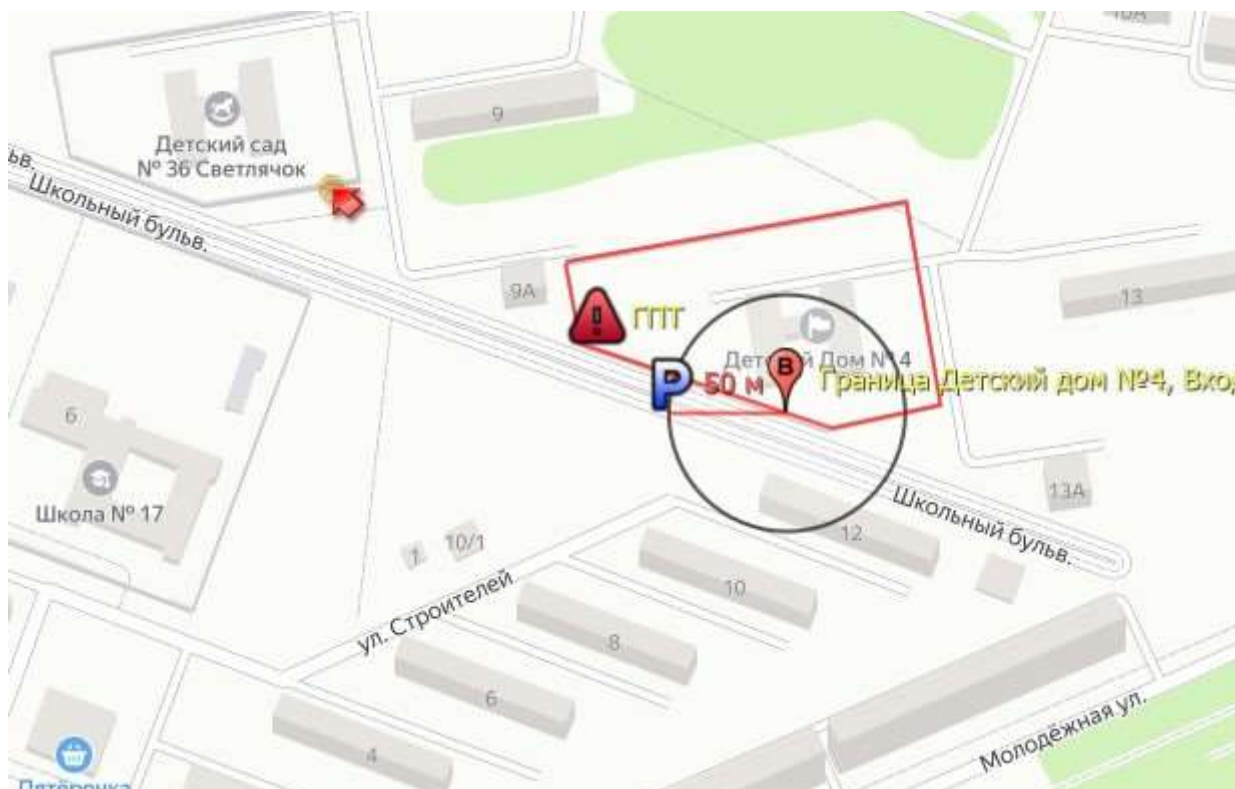 10А
9
Детский сад
№ 36 Светлячок
ьв.
Школьный бульв.
9А
13
ГПТ
Детский Дом №4
P 50 м B Граница Детский дом №4, Вход
6
Школа № 17
13А
Школьный бульв.
12
1 10/1
10
ул. Строителей
8
6
4
Молодёжная ул.
Пятёрочка